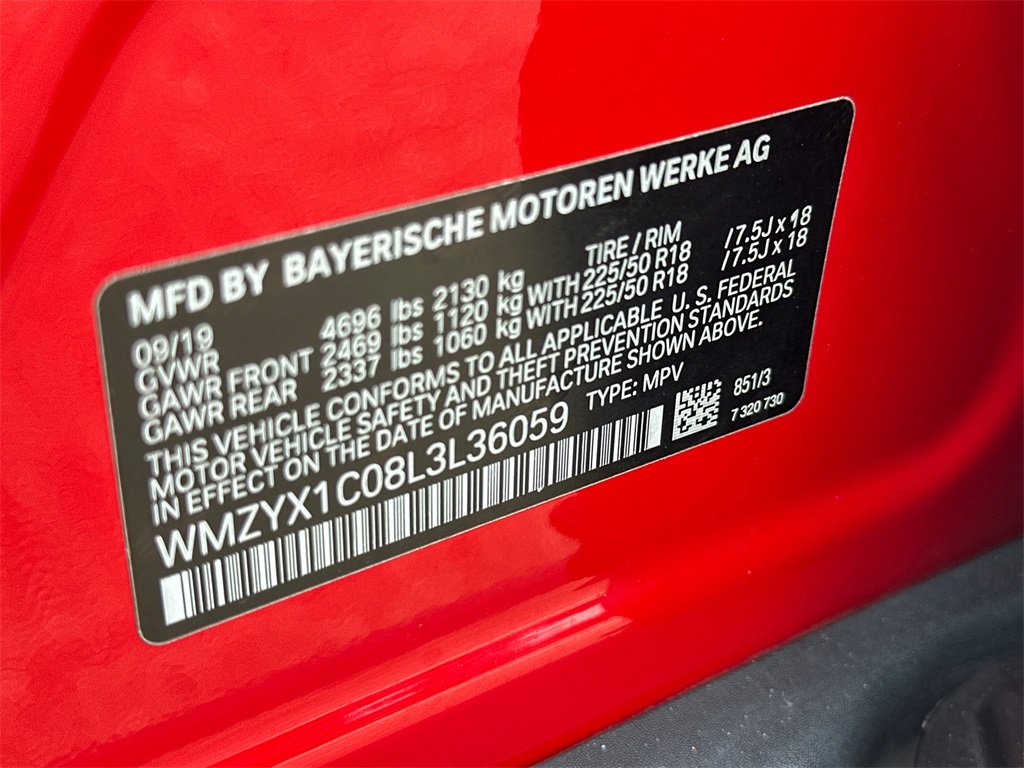 MFD BY BAYERISCHE MOTOREN WERKE AG
09/19 TIRE / RIM
GVWR 4696 lbs 2130 kg
GAWR FRONT 2469 lbs 1120 kg WITH 225/50 R18 /7.5J x 18
GAWR REAR 2337 lbs 1060 kg WITH 225/50 R18 /7.5J x 18
THIS VEHICLE CONFORMS TO ALL APPLICABLE U. S. FEDERAL
MOTOR VEHICLE SAFETY AND THEFT PREVENTION STANDARDS
IN EFFECT ON THE DATE OF MANUFACTURE SHOWN ABOVE.
WMZYX1C08L3L36059 TYPE: MPV 851/3
7 320 730